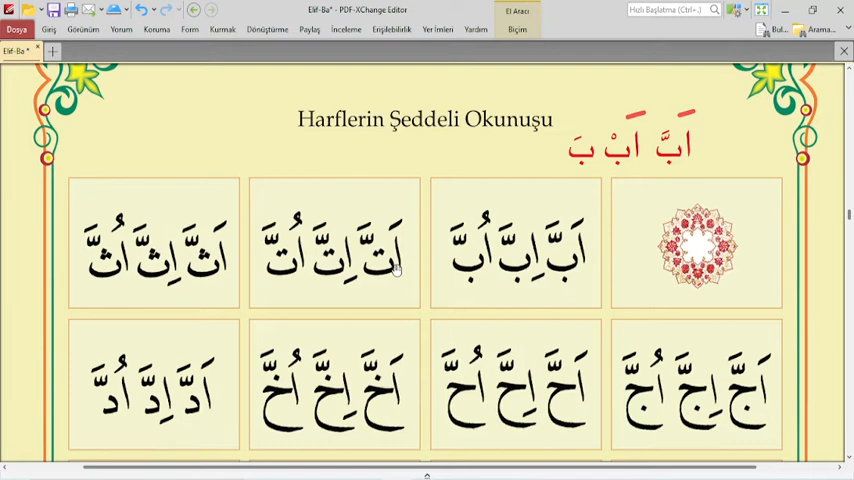 Elif-Ba* - PDF-XChange Editor
El Aracı
Hızlı Başlatma (Ctrl+.)
Dosya Giriş Görünüm Yorum Koruma Form Kurmak Dönüştürme Paylaş İnceleme Erişilebilirlik Yer İmleri Yardım Biçim Bul... Arama...
Elif-Ba *
Harflerin Şeddeli Okunuşu
اَبَّ اَبْ بَ
اَبَّ اِبَّ اُبَّ
اَتَّ اِتَّ اُتَّ
اَثَّ اِثَّ اُثَّ
اَجَّ اِجَّ اُجَّ
اَحَّ اِحَّ اُحَّ
اَخَّ اِخَّ اُخَّ
اَدَّ اِدَّ اُدَّ